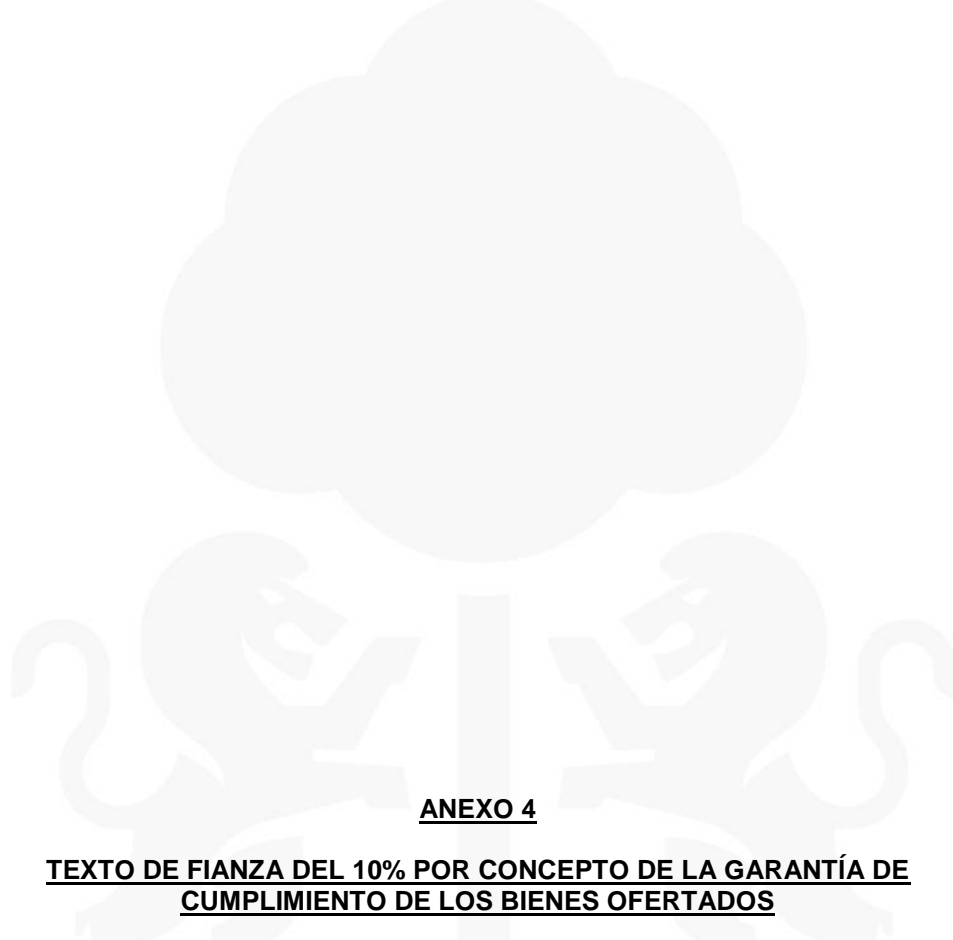 ANEXO 4
TEXTO DE FIANZA DEL 10% POR CONCEPTO DE LA GARANTÍA DE
CUMPLIMIENTO DE LOS BIENES OFERTADOS